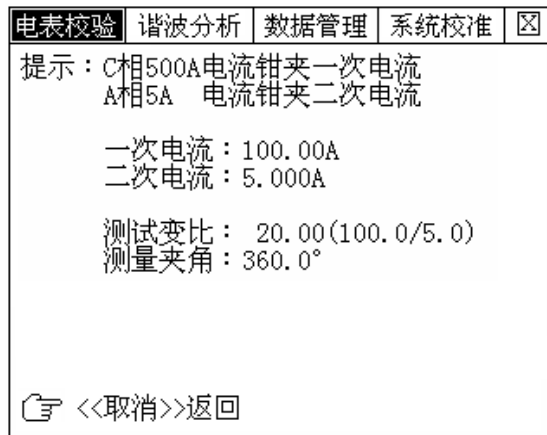 电表校验 谐波分析 数据管理 系统校准 ☒
提示：C相500A电流钳夹一次电流
A相5A 电流钳夹二次电流
一次电流：100.00A
二次电流：5.000A
测试变比： 20.00(100.0/5.0)
测量夹角：360.0°
<<取消>>返回